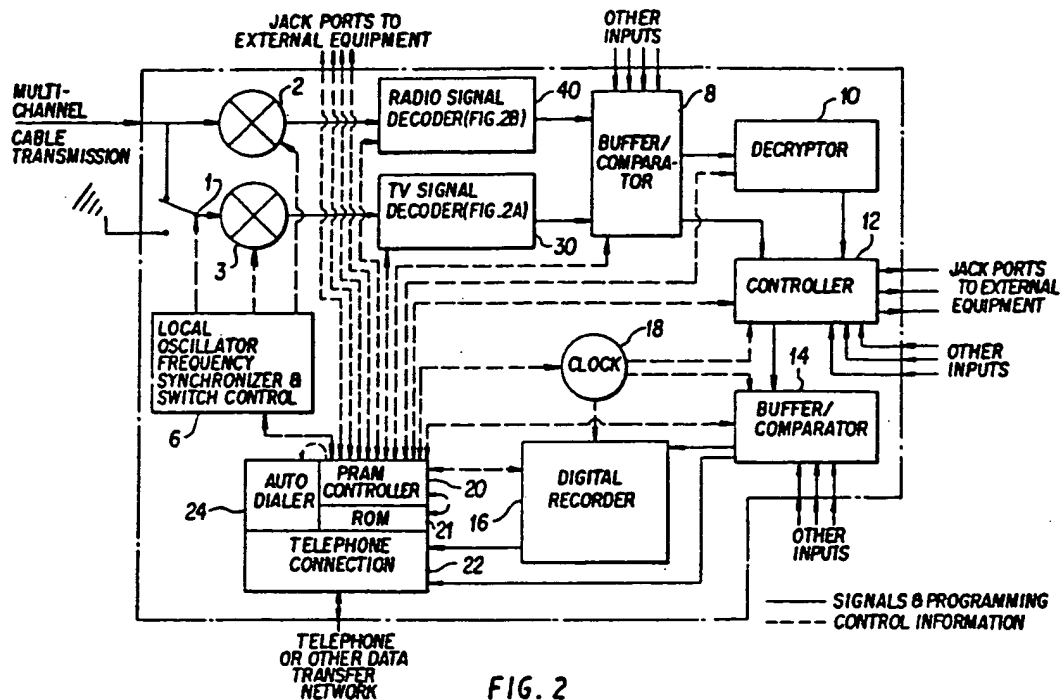 JACK PORTS TO
EXTERNAL EQUIPMENT
OTHER
INPUTS
MULTI-
CHANNEL
CABLE
TRANSMISSION
2
RADIO SIGNAL
DECODER(FIG.2B)
40
8
BUFFER/
COMPARA-
TOR
10
DECRYPTOR
1
3
TV SIGNAL
DECODER(FIG.2A)
30
12
CONTROLLER
JACK PORTS
TO EXTERNAL
EQUIPMENT
LOCAL
OSCILLATOR
FREQUENCY
SYNCHRONIZER &
SWITCH CONTROL
6
18
CLOCK
OTHER
INPUTS
14
BUFFER/
COMPARATOR
AUTO
DIALER
24
PRAM
CONTROLLER
20
ROM
21
16
DIGITAL
RECORDER
TELEPHONE
CONNECTION
22
OTHER
INPUTS
SIGNALS & PROGRAMMING
CONTROL INFORMATION
TELEPHONE
OR OTHER DATA
TRANSFER
NETWORK
FIG. 2